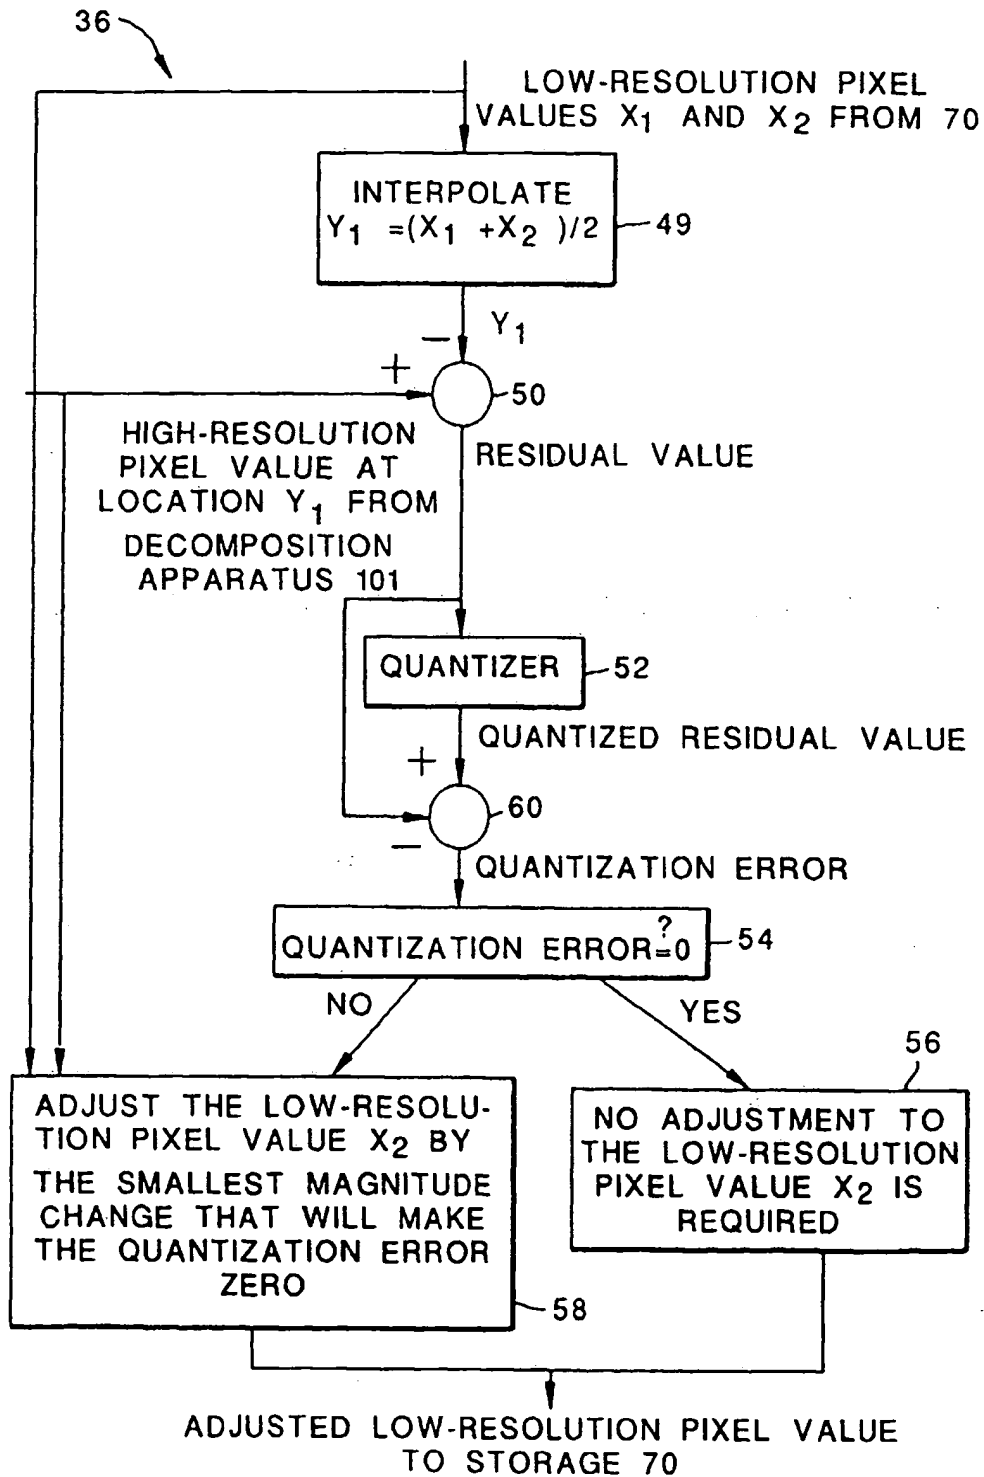 36
LOW-RESOLUTION PIXEL
VALUES X1 AND X2 FROM 70
INTERPOLATE
Y1 =(X1 +X2 )/2
49
Y1
−
+
50
HIGH-RESOLUTION
PIXEL VALUE AT
LOCATION Y1 FROM
DECOMPOSITION
APPARATUS 101
RESIDUAL VALUE
QUANTIZER
52
QUANTIZED RESIDUAL VALUE
+
60
−
QUANTIZATION ERROR
?
QUANTIZATION ERROR=0
54
NO
YES
56
ADJUST THE LOW-RESOLU-
TION PIXEL VALUE X2 BY
THE SMALLEST MAGNITUDE
CHANGE THAT WILL MAKE
THE QUANTIZATION ERROR
ZERO
58
NO ADJUSTMENT TO
THE LOW-RESOLUTION
PIXEL VALUE X2 IS
REQUIRED
ADJUSTED LOW-RESOLUTION PIXEL VALUE
TO STORAGE 70